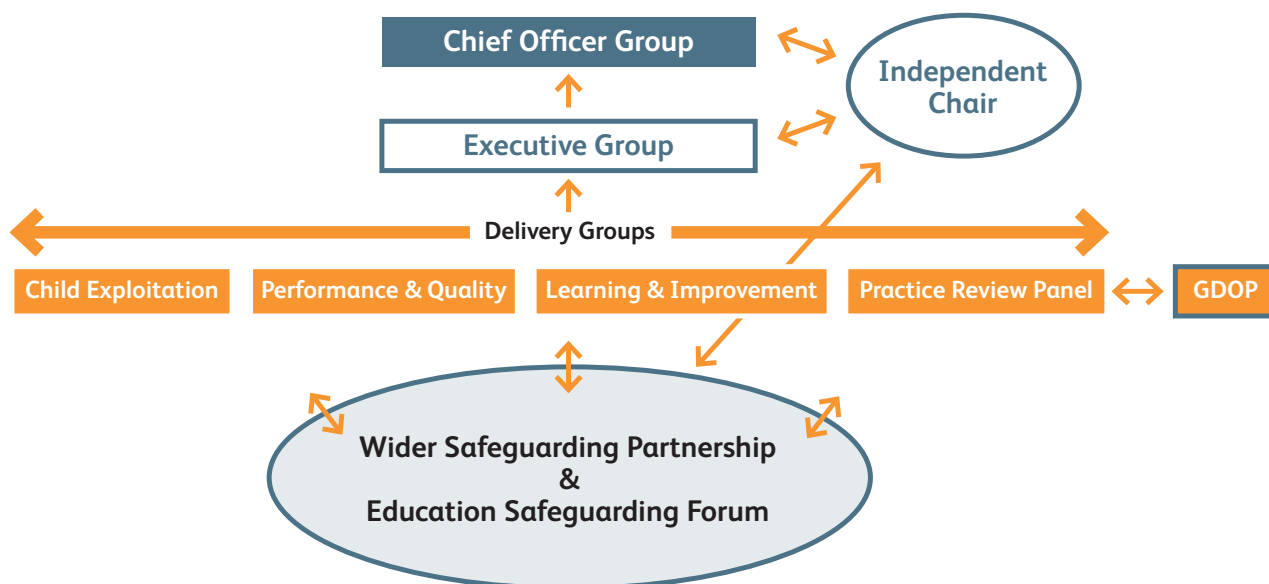 Chief Officer Group
Independent
Chair
Executive Group
Delivery Groups
Child Exploitation
Performance & Quality
Learning & Improvement
Practice Review Panel
GDOP
Wider Safeguarding Partnership
&
Education Safeguarding Forum